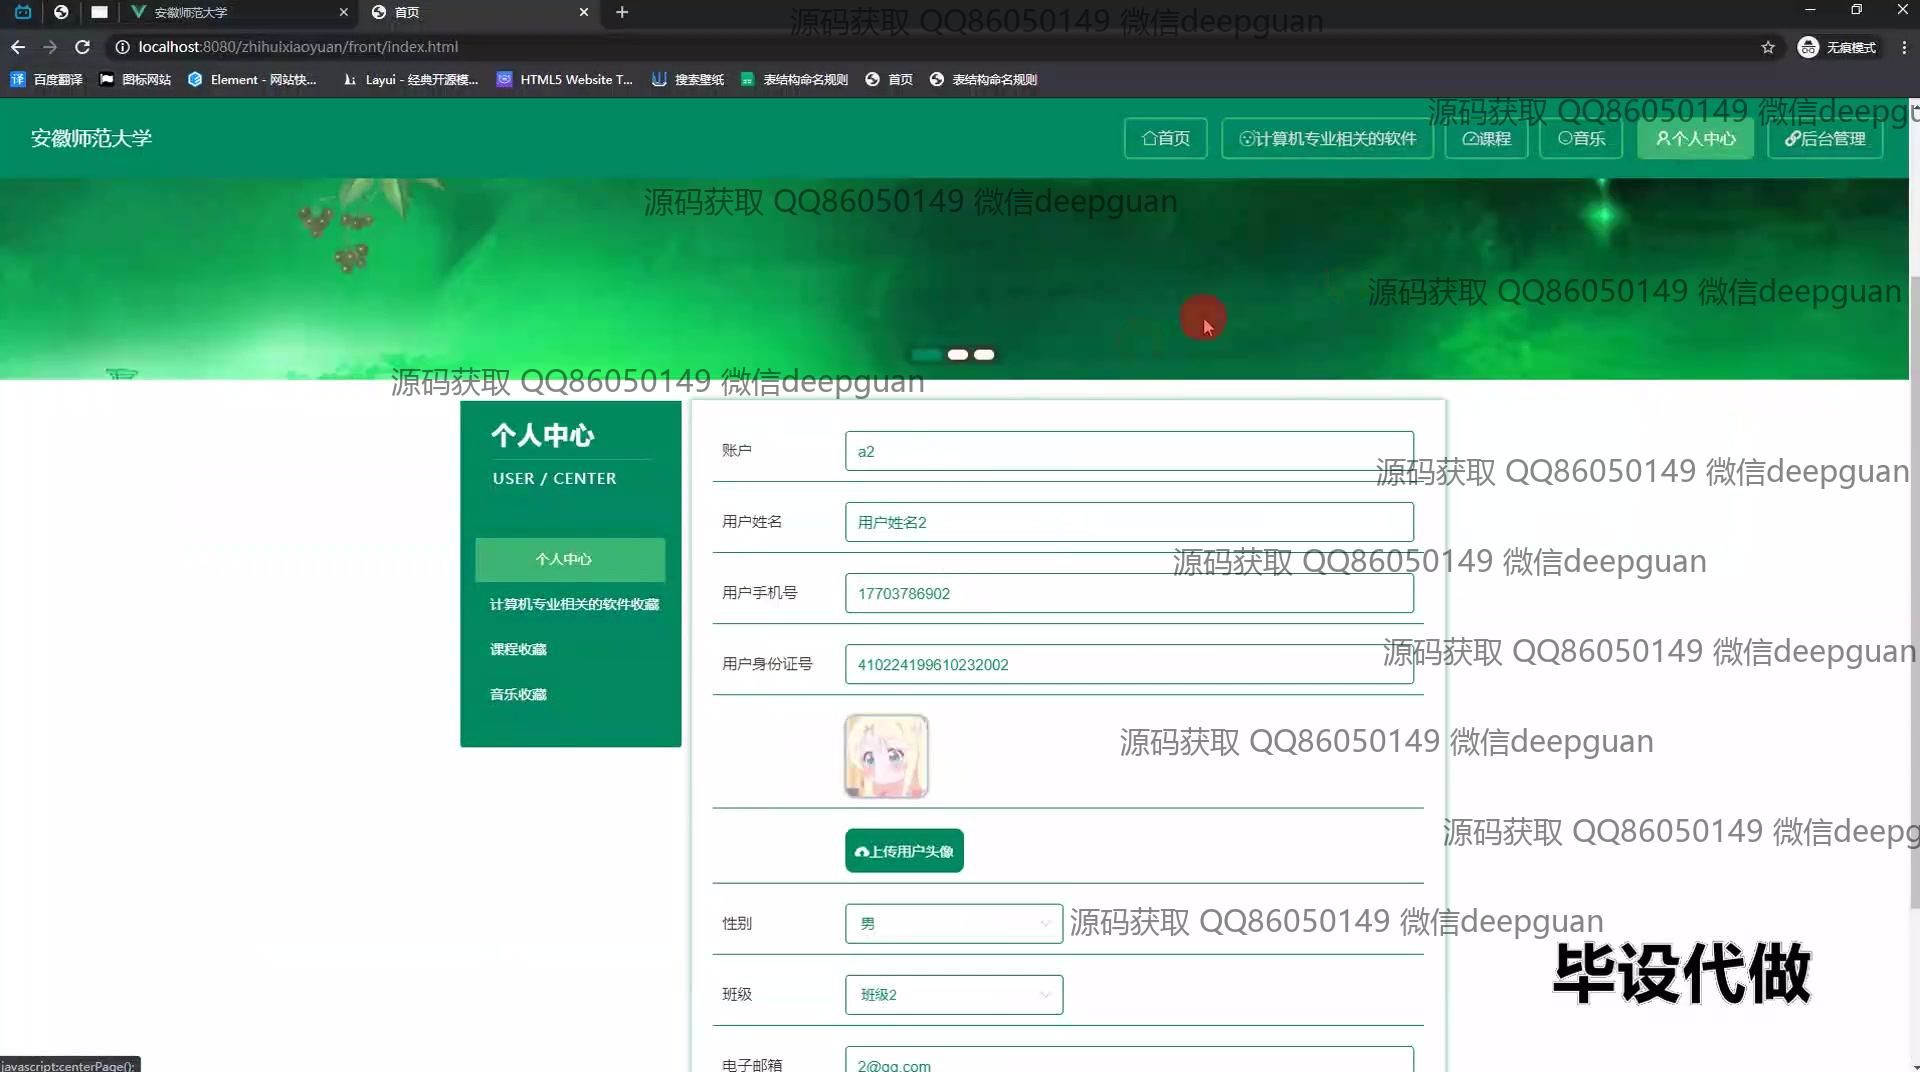 安徽师范大学
首页
源码获取 QQ86050149 微信deepguan
localhost:8080/zhihuixiaoyuan/front/index.html
无痕模式
百度翻译
图标网站
Element - 网站快...
Layui - 经典开源模...
HTML5 Website T...
搜索壁纸
表结构命名规则
首页
表结构命名规则
源码获取 QQ86050149 微信deepgu
安徽师范大学
首页
计算机专业相关的软件
课程
音乐
个人中心
后台管理
源码获取 QQ86050149 微信deepguan
源码获取 QQ86050149 微信deepguan
源码获取 QQ86050149 微信deepguan
个人中心
USER / CENTER
个人中心
计算机专业相关的软件收藏
课程收藏
音乐收藏
账户
a2
源码获取 QQ86050149 微信deepguan
用户姓名
用户姓名2
源码获取 QQ86050149 微信deepguan
用户手机号
17703786902
用户身份证号
410224199610232002
源码获取 QQ86050149 微信deepguan
源码获取 QQ86050149 微信deepguan
上传用户头像
源码获取 QQ86050149 微信deepg
性别
男
源码获取 QQ86050149 微信deepguan
毕设代做
班级
班级2
电子邮箱
2@qq.com
javascript:centerPage();